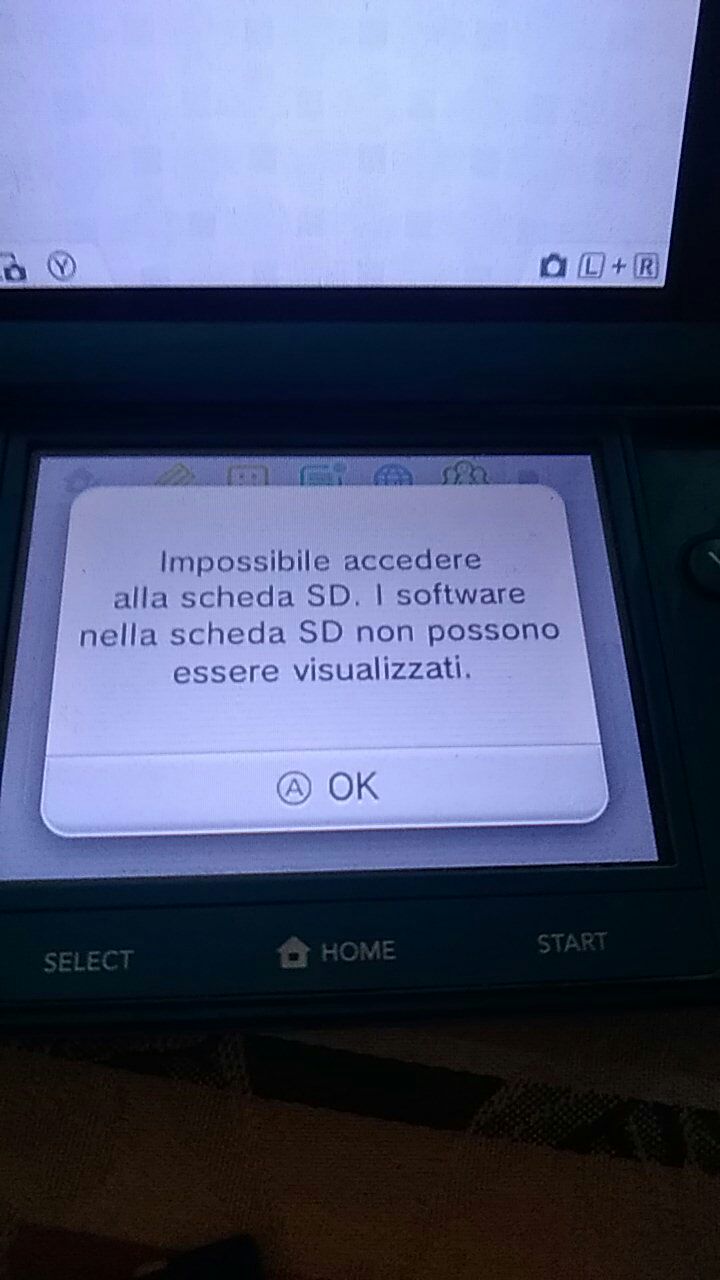 Y L + R
Impossibile accedere
alla scheda SD. I software
nella scheda SD non possono
essere visualizzati.
A OK
SELECT HOME START